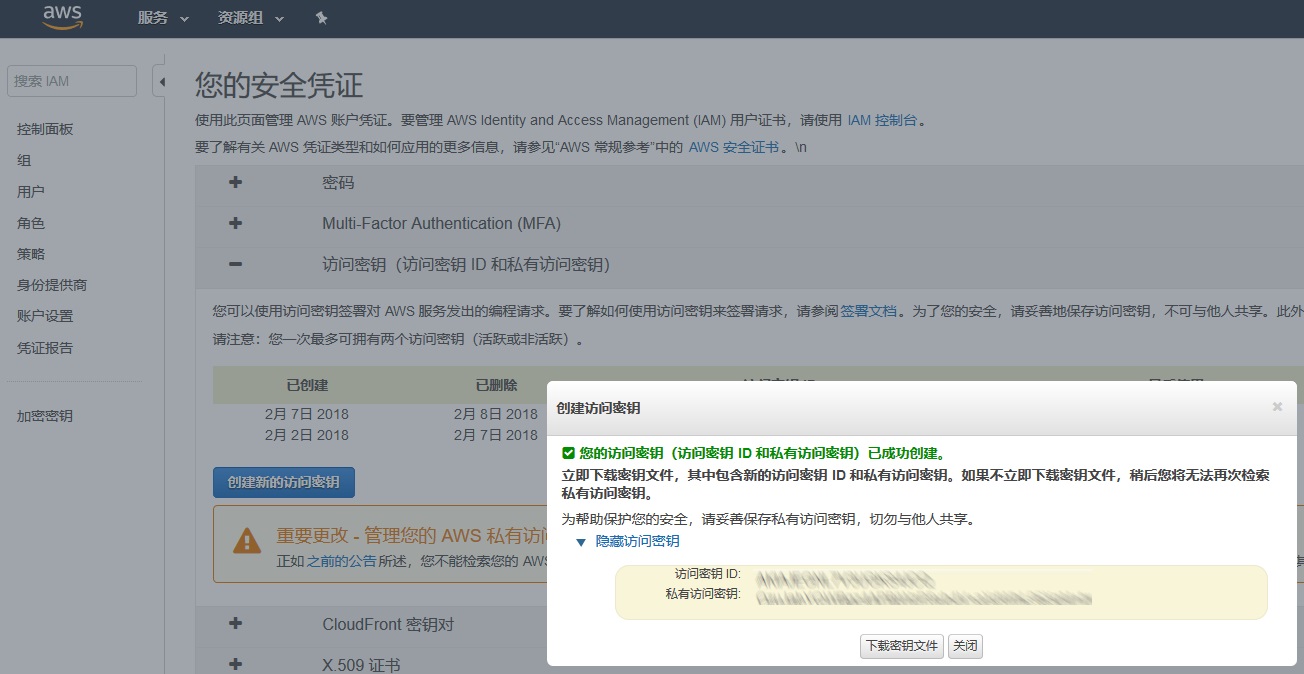 aws
服务
资源组
搜索 IAM
控制面板
组
用户
角色
策略
身份提供商
账户设置
凭证报告
加密密钥
您的安全凭证
使用此页面管理 AWS 账户凭证。要管理 AWS Identity and Access Management (IAM) 用户证书，请使用 IAM 控制台。
要了解有关 AWS 凭证类型和如何应用的更多信息，请参见“AWS 常规参考”中的 AWS 安全证书。\n
密码
Multi-Factor Authentication (MFA)
访问密钥（访问密钥 ID 和私有访问密钥）
您可以使用访问密钥签署对 AWS 服务发出的编程请求。要了解如何使用访问密钥来签署请求，请参阅签署文档。为了您的安全，请妥善地保存访问密钥，不可与他人共享。此外
请注意：您一次最多可拥有两个访问密钥（活跃或非活跃）。
已创建 已删除
2月 7日 2018 2月 8日 2018
2月 2日 2018 2月 7日 2018
创建新的访问密钥
重要更改 - 管理您的 AWS 私有访问
正如之前的公告所述，您不能检索您的 AWS
CloudFront 密钥对
X.509 证书
创建访问密钥
您的访问密钥（访问密钥 ID 和私有访问密钥）已成功创建。
立即下载密钥文件，其中包含新的访问密钥 ID 和私有访问密钥。如果不立即下载密钥文件，稍后您将无法再次检索
私有访问密钥。
为帮助保护您的安全，请妥善保存私有访问密钥，切勿与他人共享。
隐藏访问密钥
访问密钥 ID:
私有访问密钥:
下载密钥文件 关闭